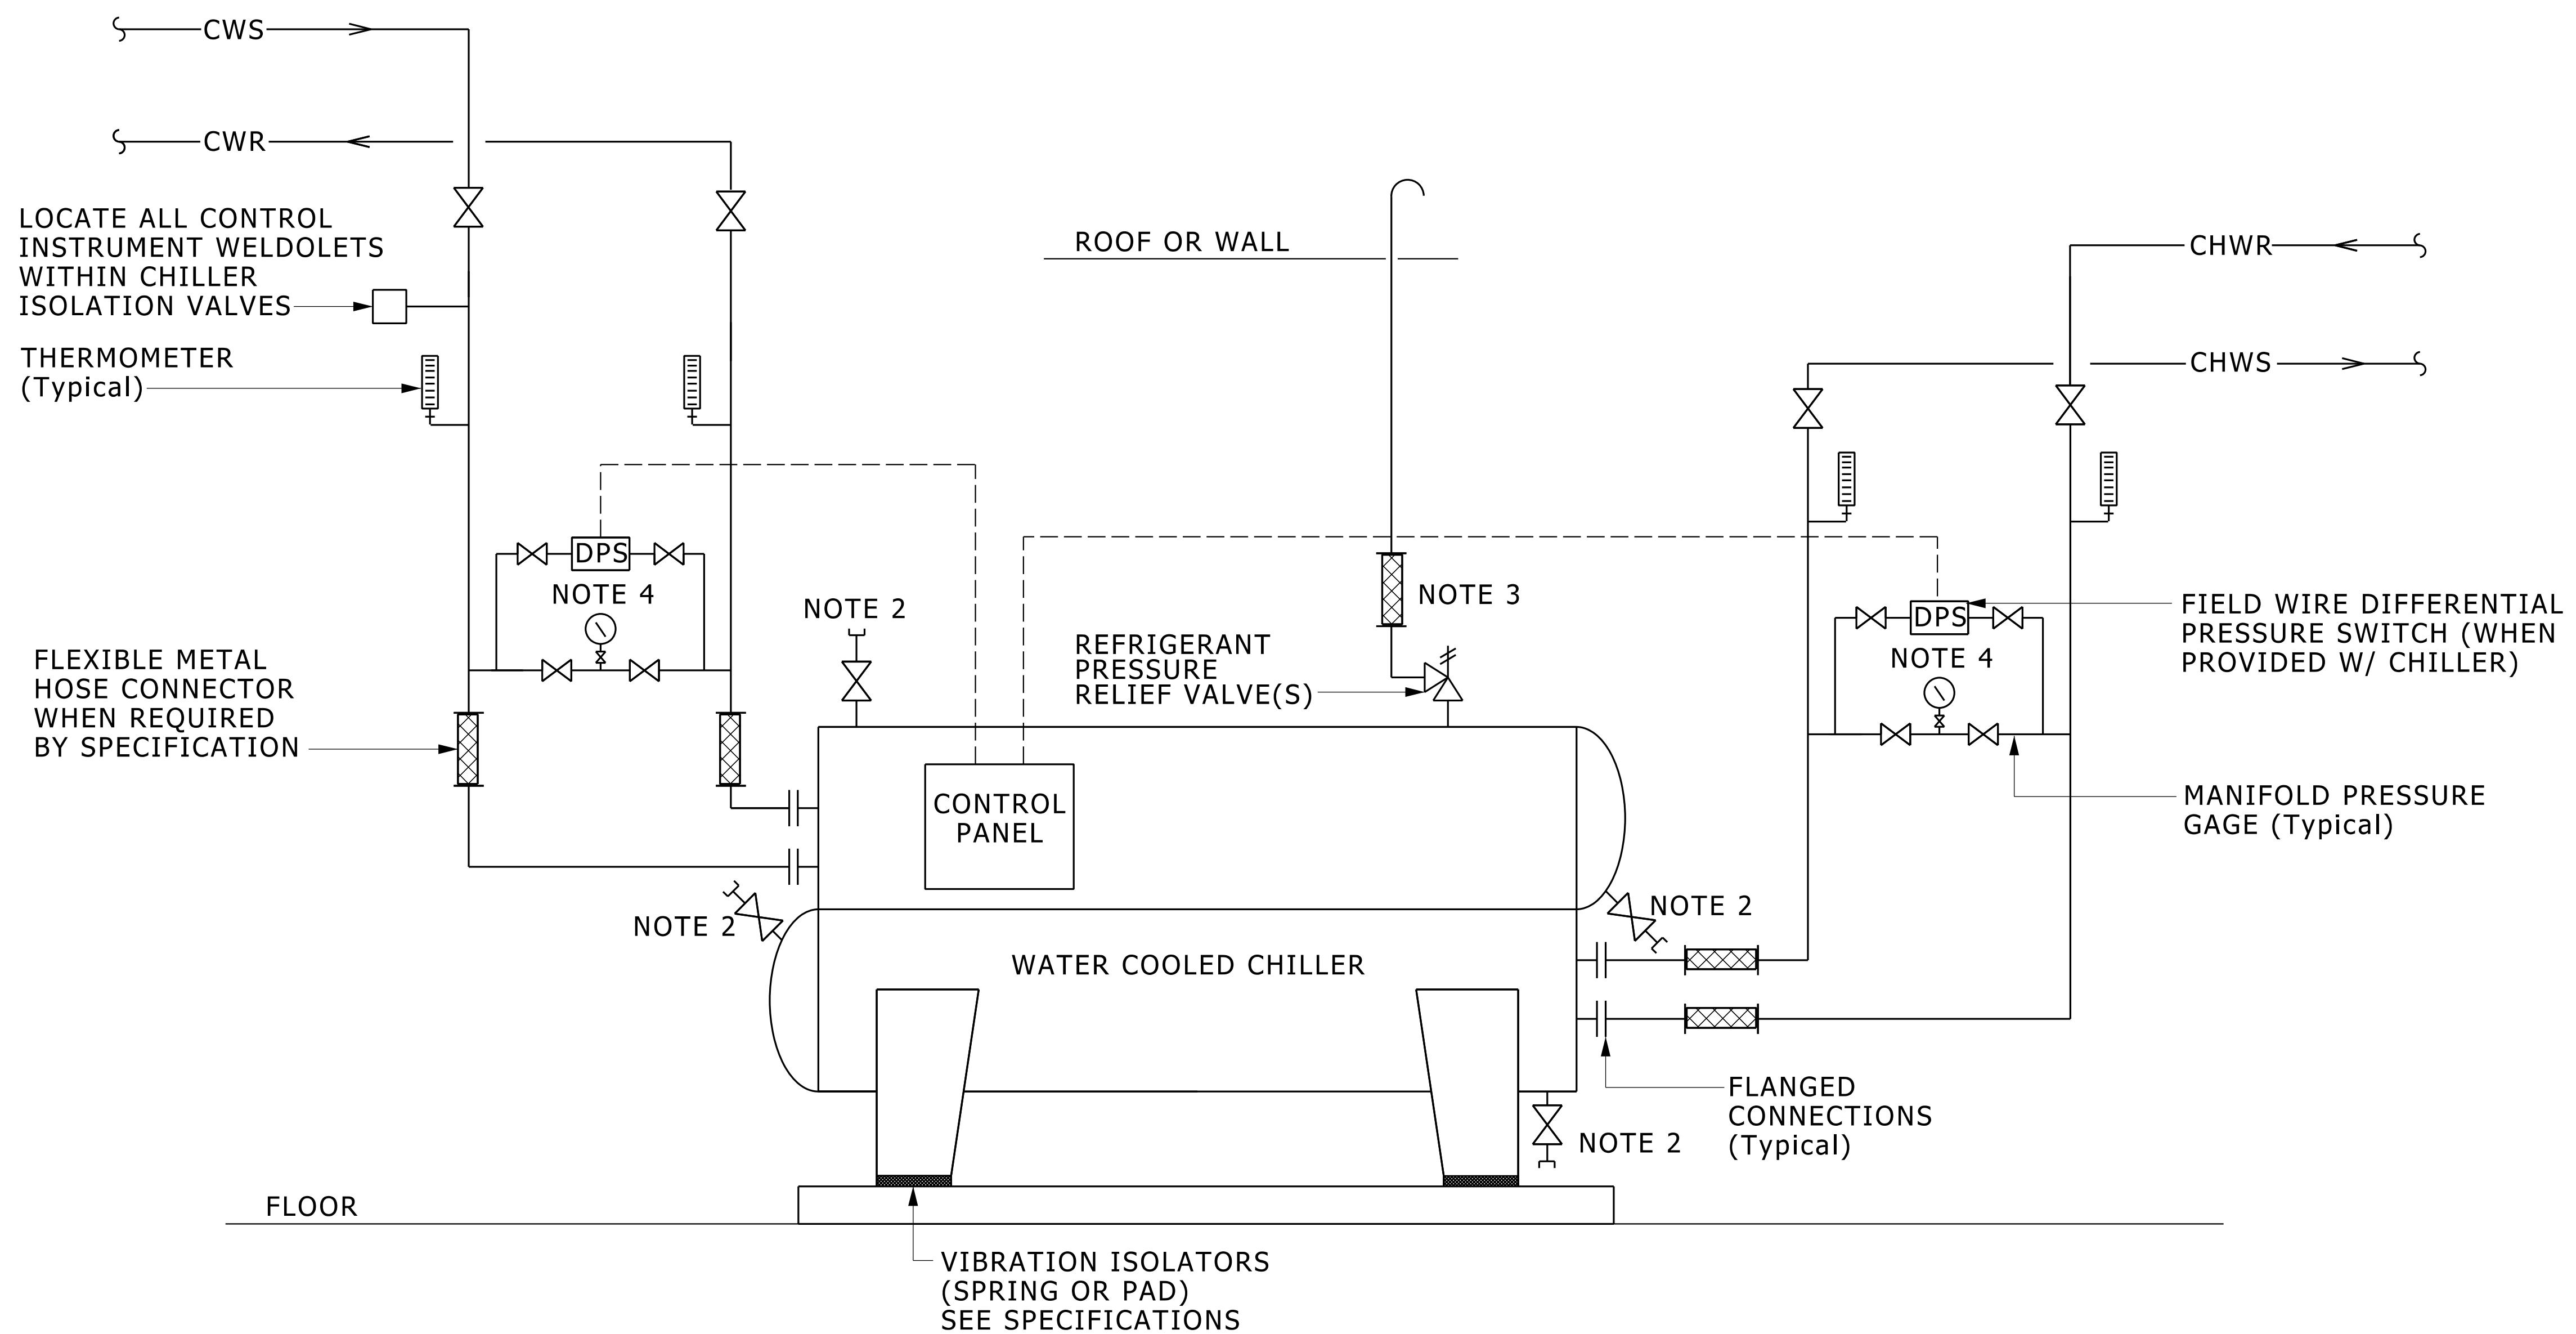 CWS
CWR
LOCATE ALL CONTROL
INSTRUMENT WELDOLETS
WITHIN CHILLER
ISOLATION VALVES
THERMOMETER
(Typical)
ROOF OR WALL
CHWR
CHWS
DPS
NOTE 4
NOTE 2
NOTE 3
REFRIGERANT
PRESSURE
RELIEF VALVE(S)
DPS
NOTE 4
FIELD WIRE DIFFERENTIAL
PRESSURE SWITCH (WHEN
PROVIDED W/ CHILLER)
FLEXIBLE METAL
HOSE CONNECTOR
WHEN REQUIRED
BY SPECIFICATION
CONTROL
PANEL
MANIFOLD PRESSURE
GAGE (Typical)
NOTE 2
NOTE 2
WATER COOLED CHILLER
FLANGED
CONNECTIONS
(Typical)
NOTE 2
FLOOR
VIBRATION ISOLATORS
(SPRING OR PAD)
SEE SPECIFICATIONS